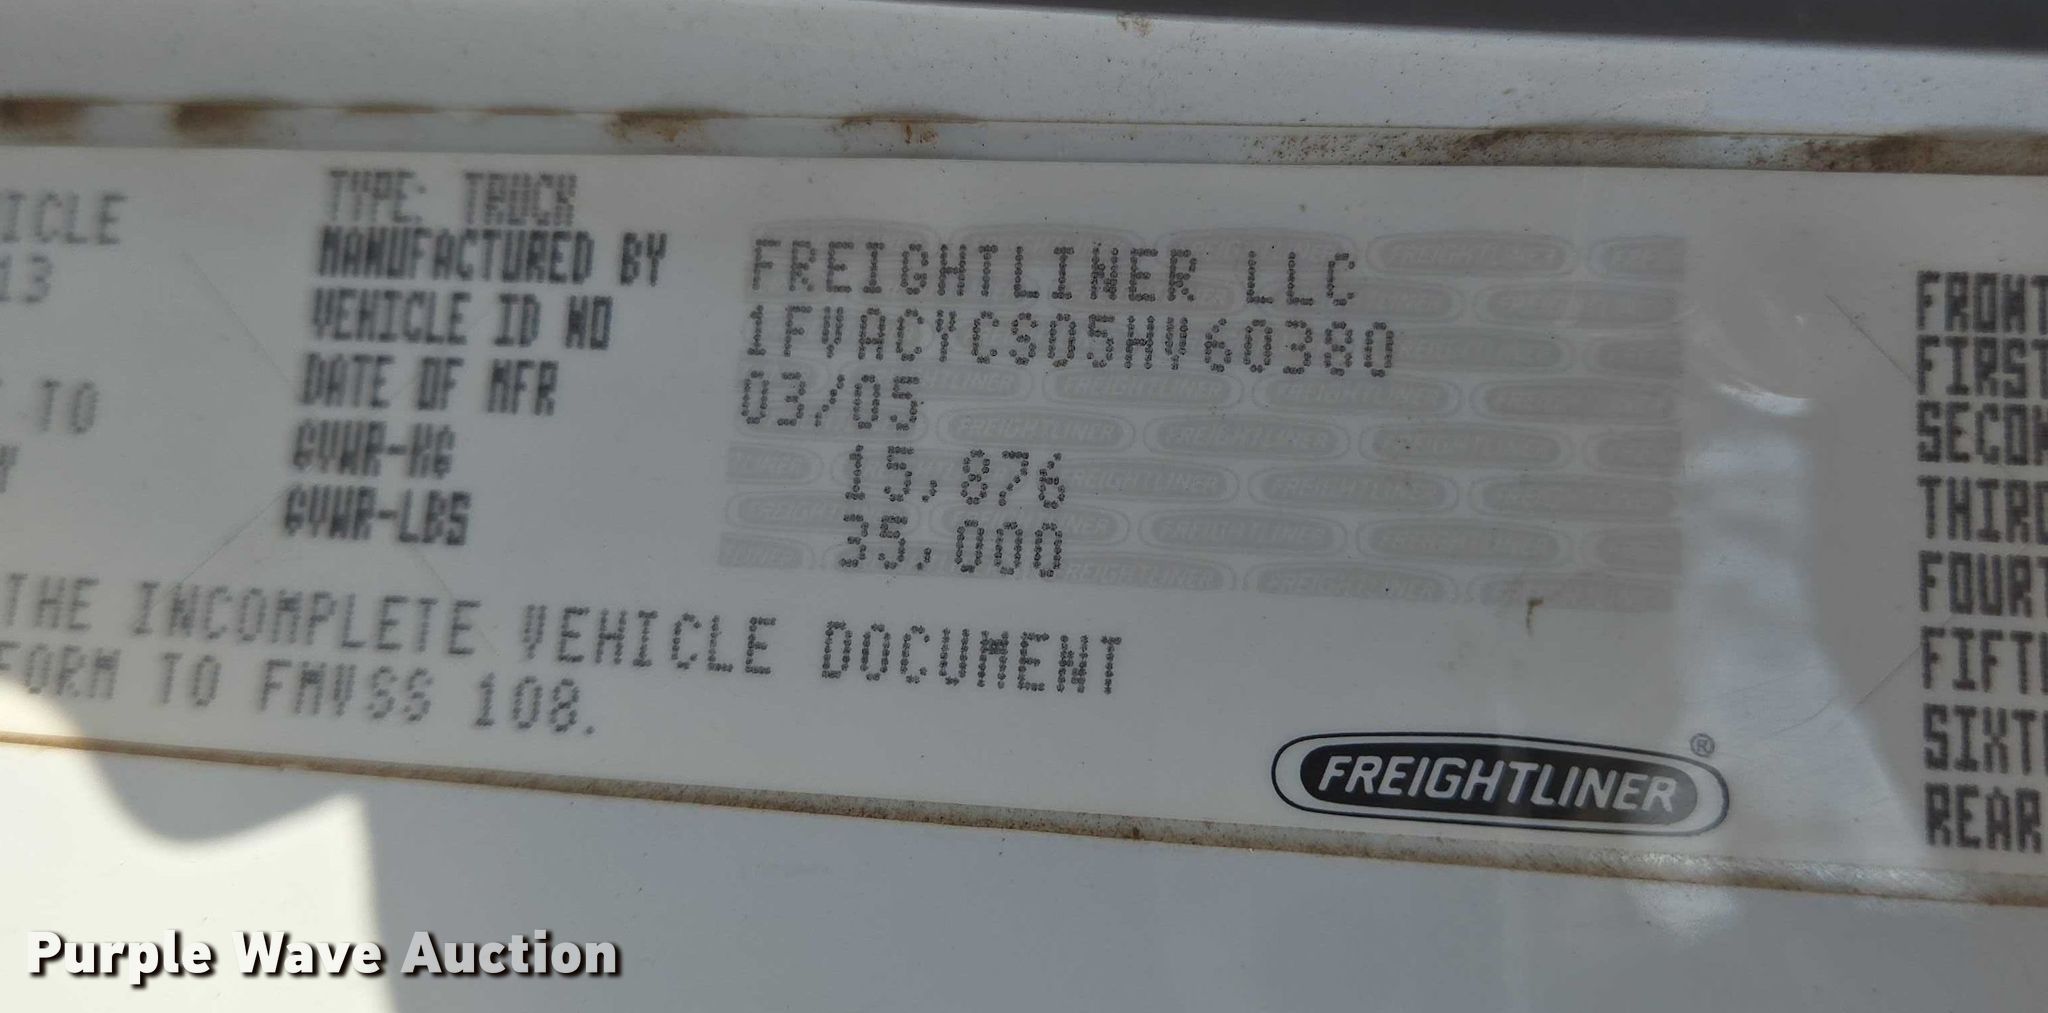 ICLE
13
TO
TYPE: TRUCK
MANUFACTURED BY FREIGHTLINER LLC
VEHICLE ID NO 1FVACYCS05HV60380
DATE OF MFR 03/05
GVWR-KG 15,876
GVWR-LBS 35,000
THE INCOMPLETE VEHICLE DOCUMENT
FORM TO FMVSS 108.
FREIGHTLINER ®
FRONT
FIRST
SECON
THIRD
FOURT
FIFTH
SIXTH
REAR
Purple Wave Auction